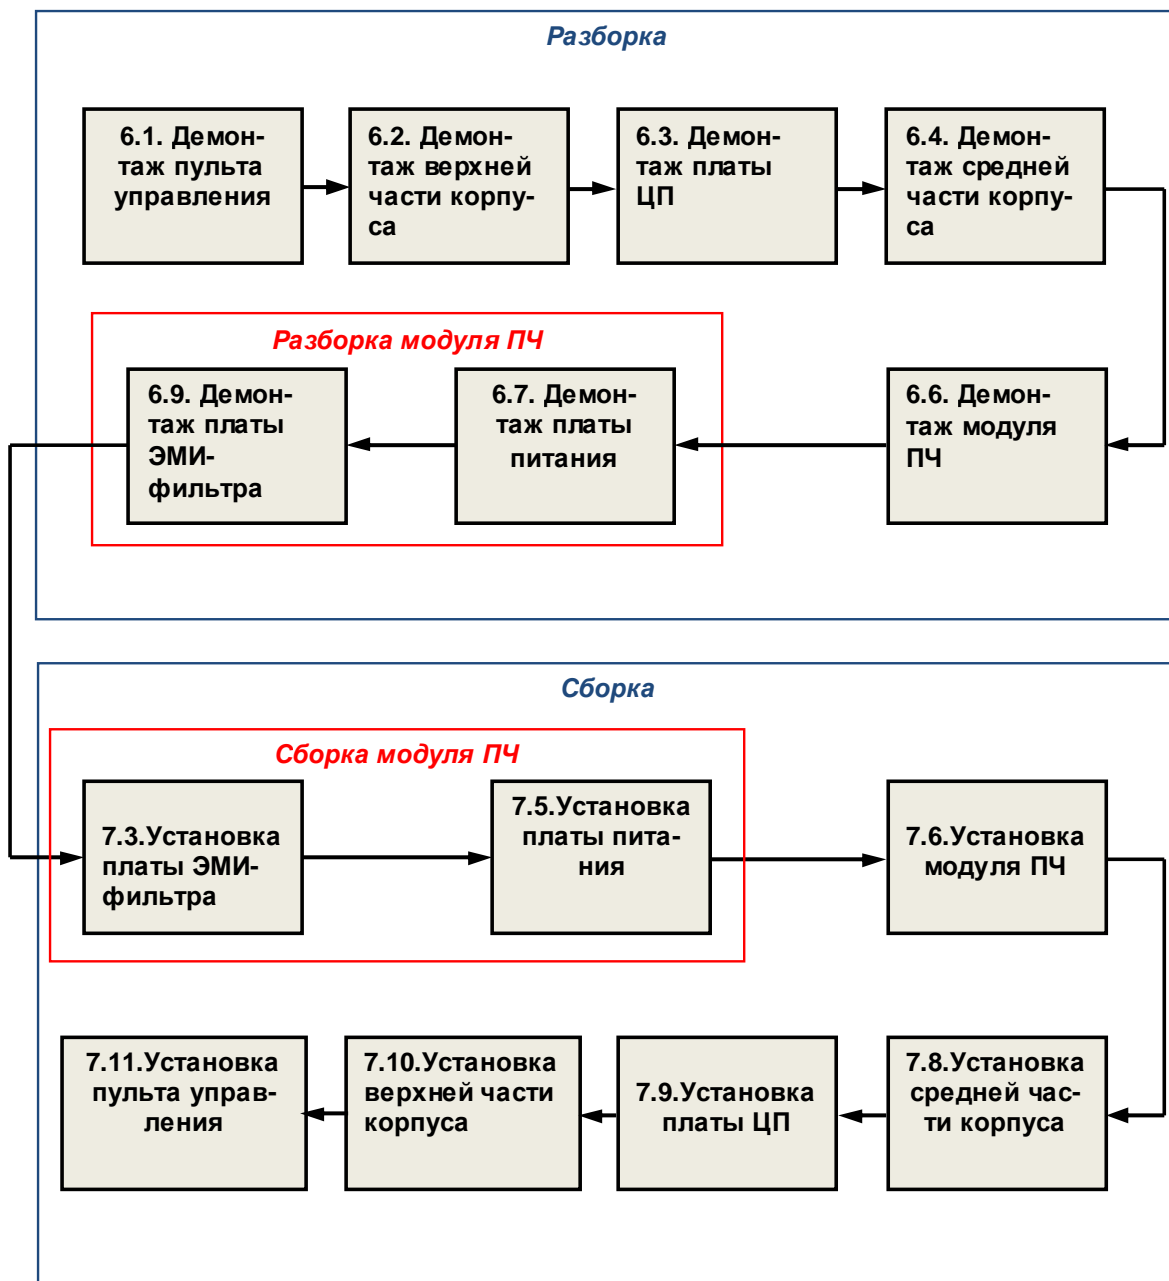 Разборка
6.1. Демон-
таж пульта
управления
6.2. Демон-
таж верхней
части корпу-
са
6.3. Демон-
таж платы
ЦП
6.4. Демон-
таж средней
части корпу-
са
Разборка модуля ПЧ
6.9. Демон-
таж платы
ЭМИ-
фильтра
6.7. Демон-
таж платы
питания
6.6. Демон-
таж модуля
ПЧ
Сборка
Сборка модуля ПЧ
7.3.Установка
платы ЭМИ-
фильтра
7.5.Установка
платы пита-
ния
7.6.Установка
модуля ПЧ
7.11.Установка
пульта управ-
ления
7.10.Установка
верхней части
корпуса
7.9.Установка
платы ЦП
7.8.Установка
средней час-
ти корпуса